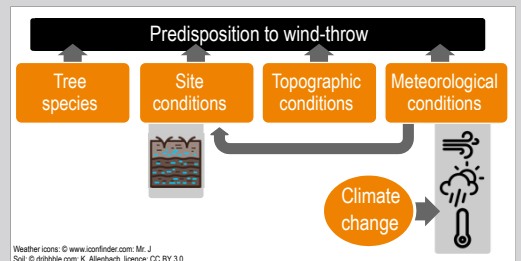 Predisposition to wind-throw
Tree
species
Site
conditions
Topographic
conditions
Meteorological
conditions
Climate
change
Weather icons: © www.iconfinder.com: Mr. J
Soil: © dribbble.com: K. Allenbach, licence: CC BY 3.0